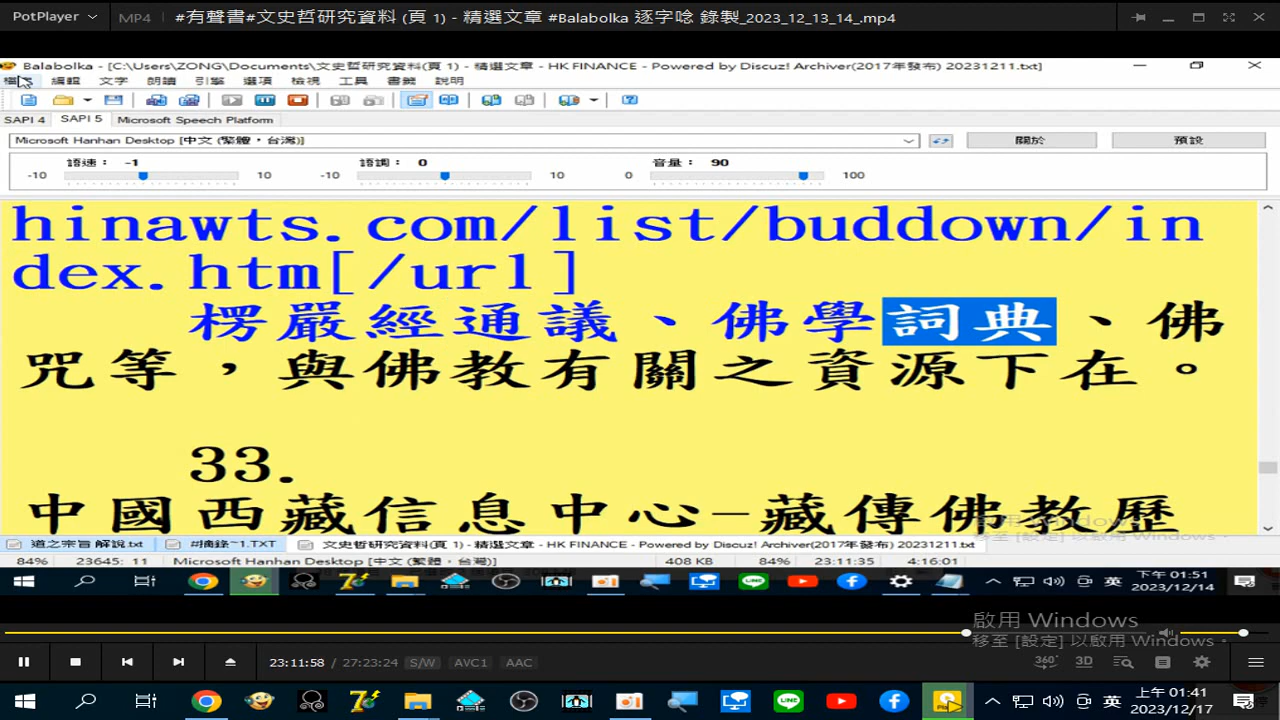 PotPlayer
MP4 #有聲書#文史哲研究資料 (頁 1) - 精選文章 #Balabolka 逐字唸 錄製_2023_12_13_14_.mp4
Balabolka - [C:\Users\ZONG\Documents\文史哲研究資料(頁 1) - 精選文章 - HK FINANCE - Powered by Discuz! Archiver(2017年發布) 20231211.txt]
檔案 編輯 文字 朗讀 引擎 選項 檢視 工具 書籤 說明
SAPI 4 SAPI 5 Microsoft Speech Platform
Microsoft Hanhan Desktop [中文 (繁體，台灣)] 關於 預設
語速： -1 語調： 0 音量： 90
-10 10 -10 10 0 100
hinawts.com/list/buddown/in
dex.htm[/url]
楞嚴經通議、佛學詞典、佛
咒等，與佛教有關之資源下在。
33.
中國西藏信息中心–藏傳佛教歷
道之宗旨 解說.txt #摘錄~1.TXT 文史哲研究資料(頁 1) - 精選文章 - HK FINANCE - Powered by Discuz! Archiver(2017年發布) 20231211.txt
84% 23645: 11 Microsoft Hanhan Desktop [中文 (繁體，台灣)] 408 KB 84% 23:11:35 4:16:01
英 下午 01:51
2023/12/14
啟用 Windows
移至 [設定] 以啟用 Windows。
23:11:58 / 27:23:24 S/W AVC1 AAC
360° 3D
英 上午 01:41
2023/12/17